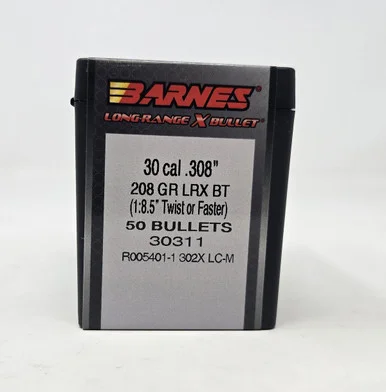 BARNES
LONG-RANGE X BULLET®
30 cal .308"
208 GR LRX BT
(1:8.5" Twist or Faster)
50 BULLETS
30311
R005401-1 302X LC-M